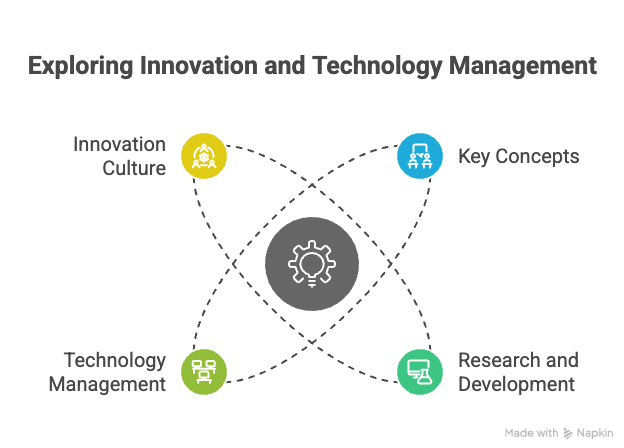 Exploring Innovation and Technology Management
Innovation
Culture
Key Concepts
Technology
Management
Research and
Development
Made with Napkin